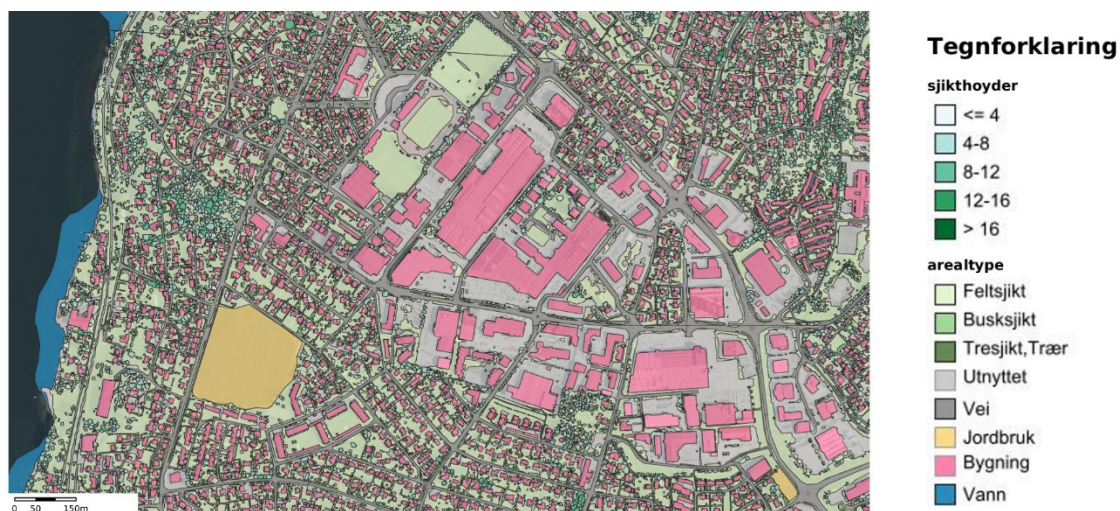 Tegnforklaring
sjikthoyder
<= 4
4-8
8-12
12-16
> 16
arealtype
Feltsjikt
Busksjikt
Tresjikt,Trær
Utnyttet
Vei
Jordbruk
Bygning
Vann
0 50 150m